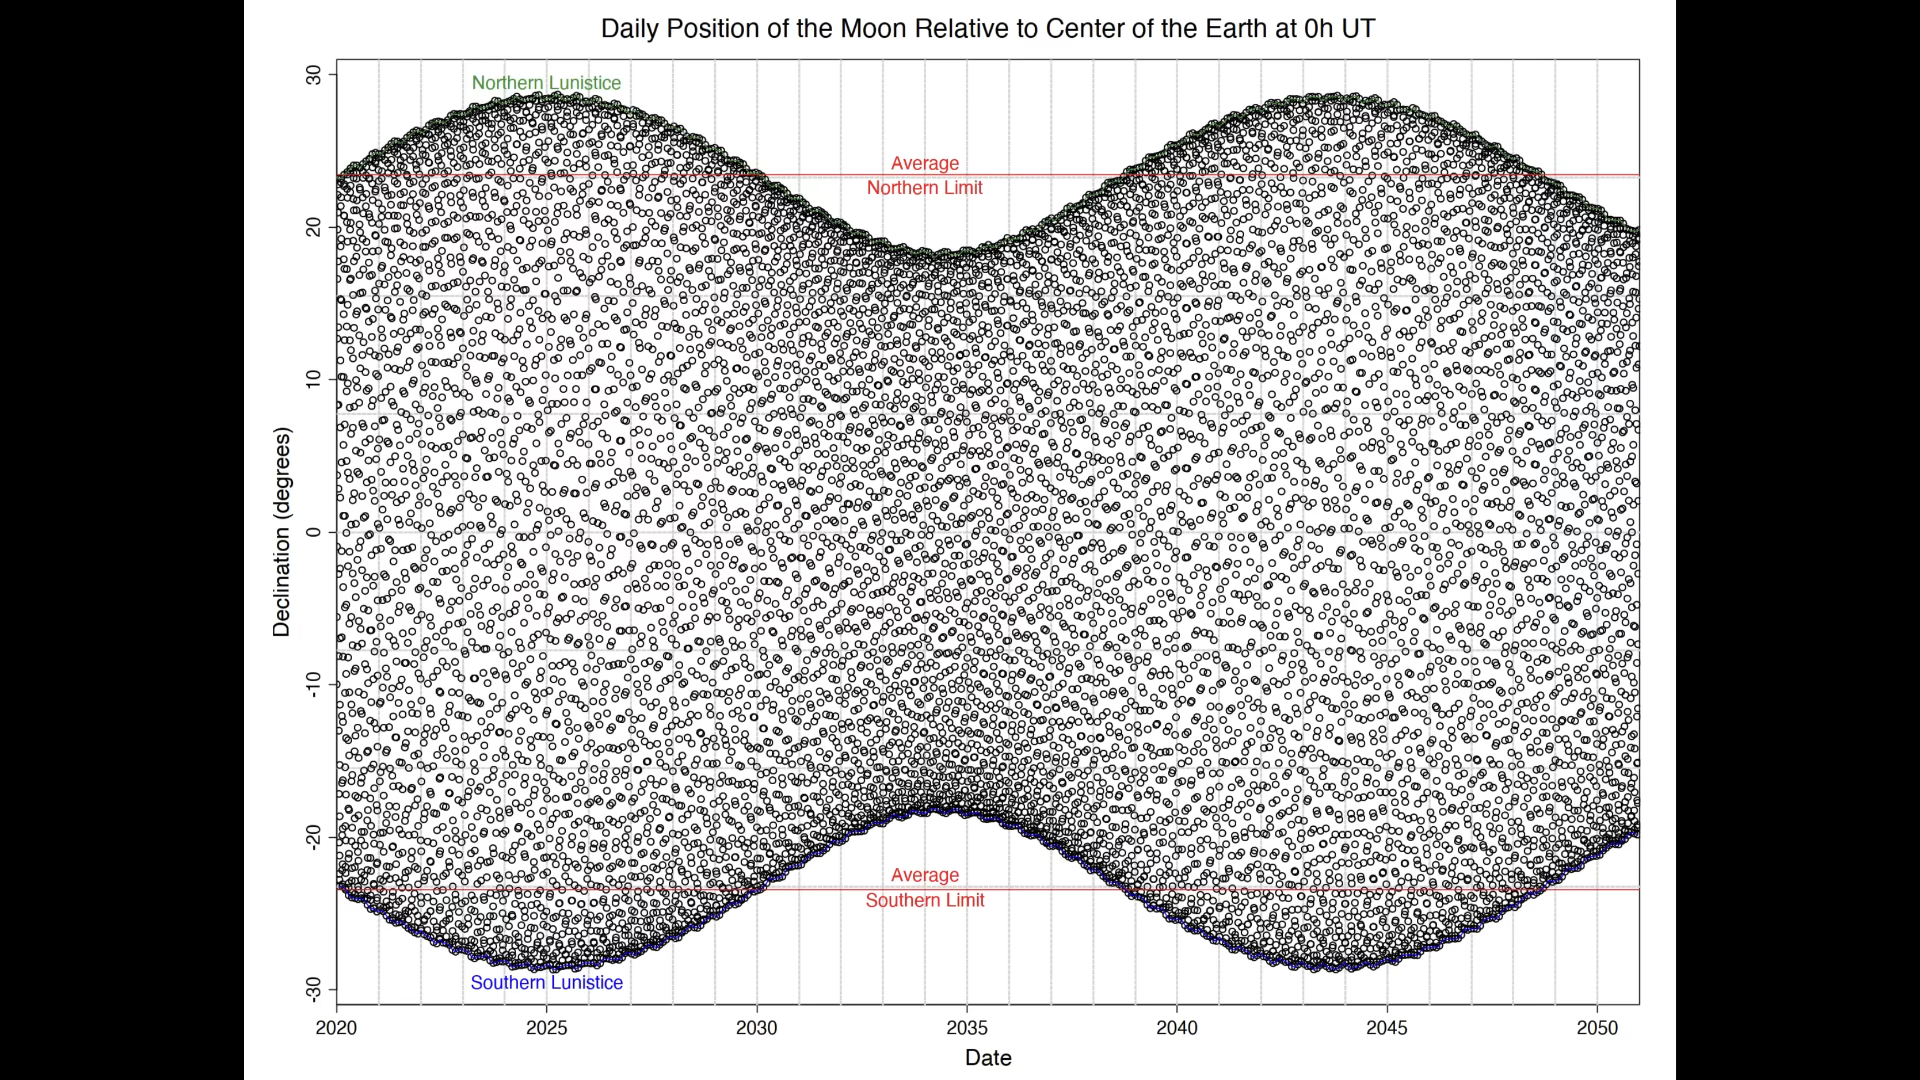 Daily Position of the Moon Relative to Center of the Earth at 0h UT
30
Northern Lunistice
Average
Northern Limit
20
10
Declination (degrees)
0
-10
-20
Average
Southern Limit
Southern Lunistice
-30
2020 2025 2030 2035 2040 2045 2050
Date